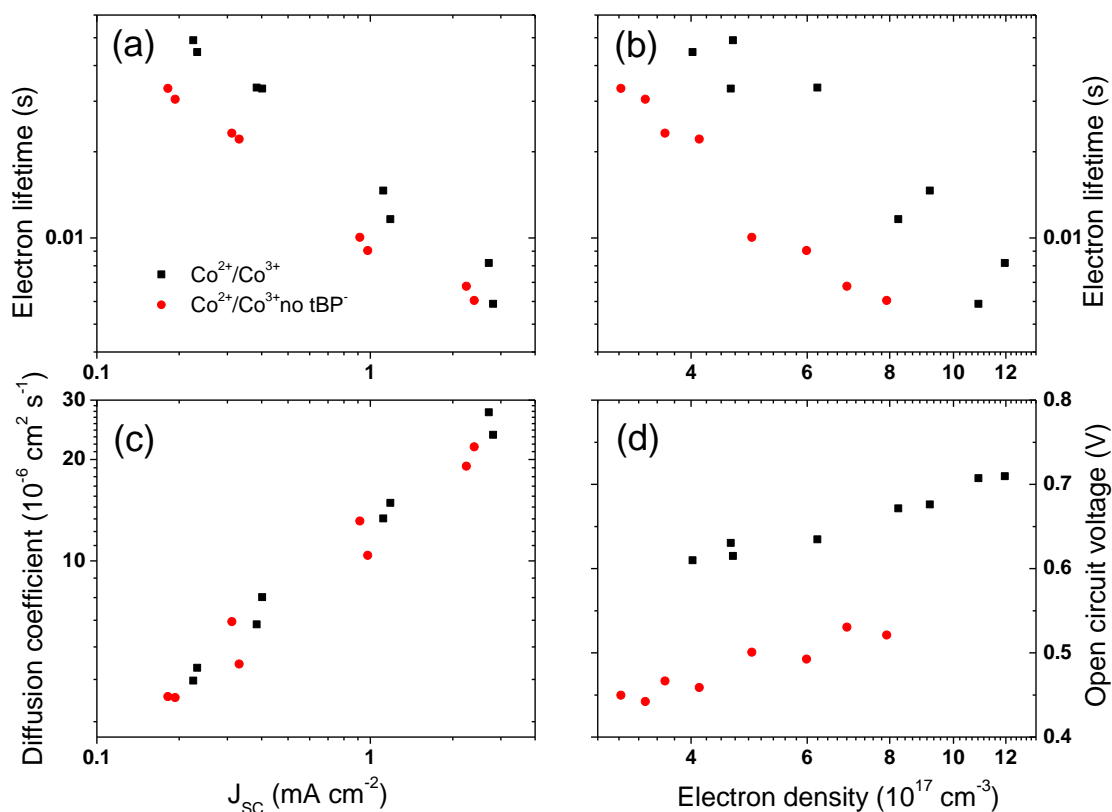 (a)
Electron lifetime (s)
0.01
Co²⁺/Co³⁺
Co²⁺/Co³⁺no tBP⁻
0.1
1
(b)
Electron lifetime (s)
0.01
4
6
8
10
12
(c)
Diffusion coefficient (10⁻⁶ cm² s⁻¹)
30
20
10
0.1
1
J_SC (mA cm⁻²)
(d)
Open circuit voltage (V)
0.8
0.7
0.6
0.5
0.4
4
6
8
10
12
Electron density (10¹⁷ cm⁻³)